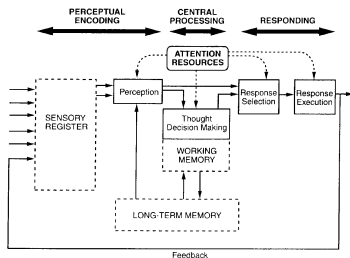 PERCEPTUAL
ENCODING
CENTRAL
PROCESSING
RESPONDING
ATTENTION
RESOURCES
SENSORY
REGISTER
Perception
Thought
Decision Making
WORKING
MEMORY
Response
Selection
Response
Execution
LONG-TERM MEMORY
Feedback